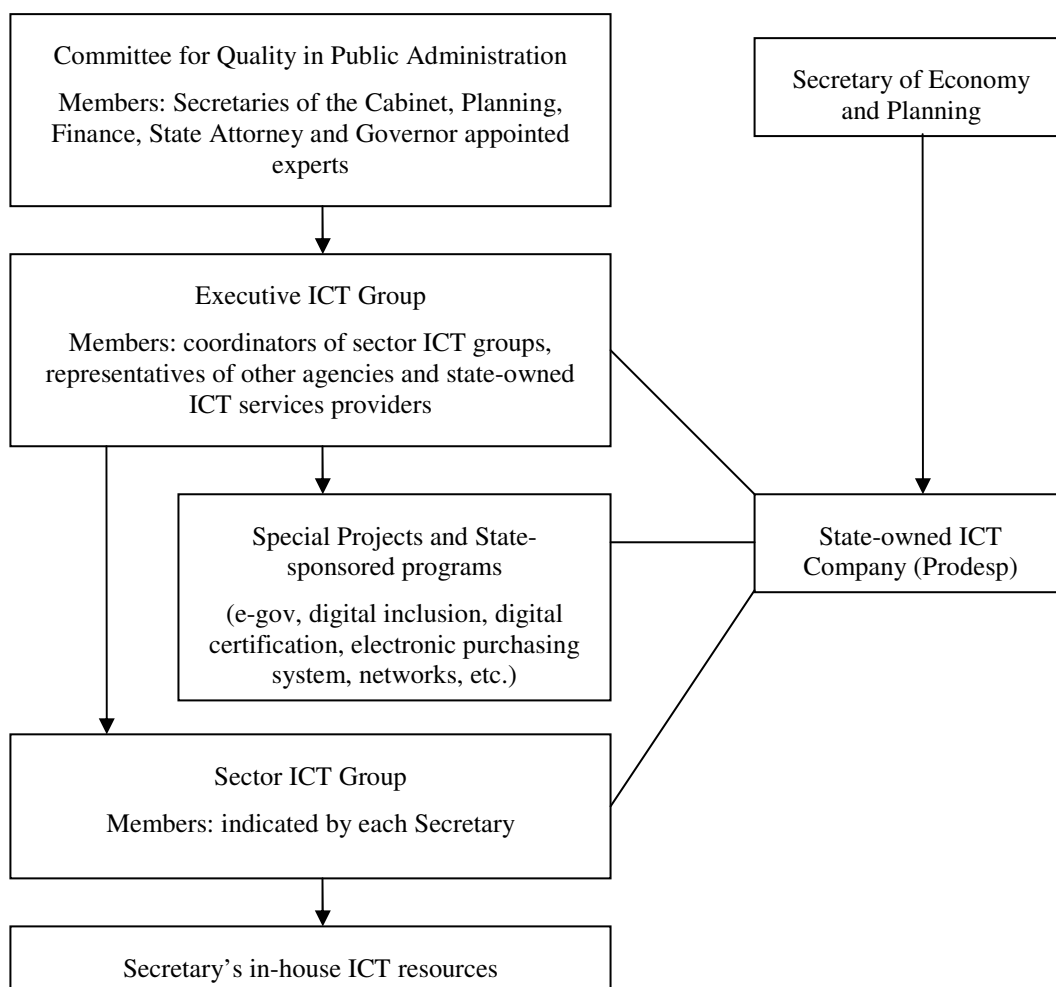 Committee for Quality in Public Administration
Members: Secretaries of the Cabinet, Planning,
Finance, State Attorney and Governor appointed
experts
Secretary of Economy
and Planning
Executive ICT Group
Members: coordinators of sector ICT groups,
representatives of other agencies and state-owned
ICT services providers
Special Projects and State-
sponsored programs
(e-gov, digital inclusion, digital
certification, electronic purchasing
system, networks, etc.)
State-owned ICT
Company (Prodesp)
Sector ICT Group
Members: indicated by each Secretary
Secretary's in-house ICT resources